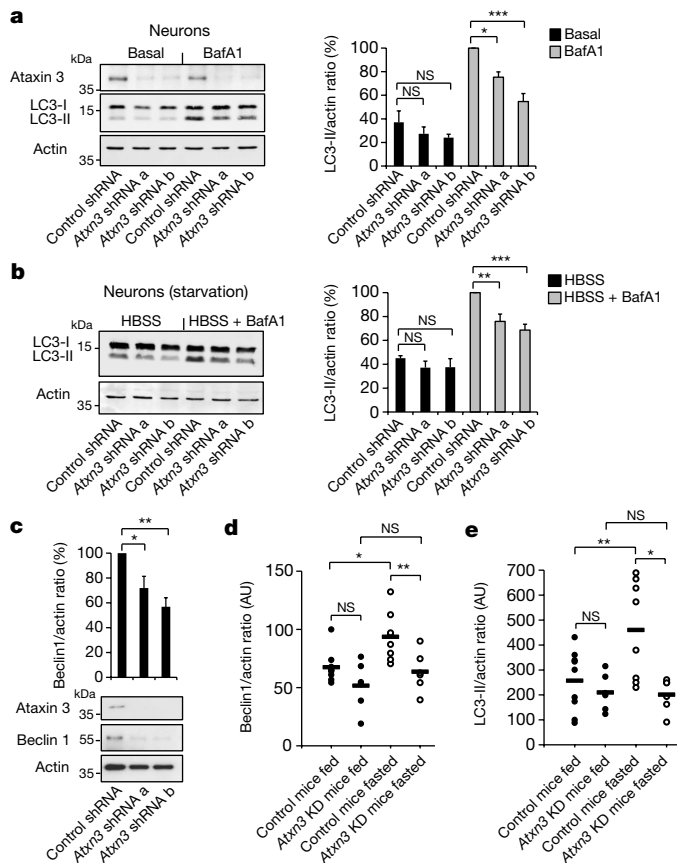 a
Neurons
kDa
Basal
BafA1
Ataxin 3
35
LC3-I
15
LC3-II
Actin
35
Control shRNA
Atxn3 shRNA a
Atxn3 shRNA b
Control shRNA
Atxn3 shRNA a
Atxn3 shRNA b
LC3-II/actin ratio (%)
100
80
60
40
20
0
NS
NS
*
***
Basal
BafA1
Control shRNA
Atxn3 shRNA a
Atxn3 shRNA b
Control shRNA
Atxn3 shRNA a
Atxn3 shRNA b
b
Neurons (starvation)
kDa
HBSS
HBSS + BafA1
LC3-I
15
LC3-II
Actin
35
Control shRNA
Atxn3 shRNA a
Atxn3 shRNA b
Control shRNA
Atxn3 shRNA a
Atxn3 shRNA b
LC3-II/actin ratio (%)
100
80
60
40
20
0
NS
NS
**
***
HBSS
HBSS + BafA1
Control shRNA
Atxn3 shRNA a
Atxn3 shRNA b
Control shRNA
Atxn3 shRNA a
Atxn3 shRNA b
c
Beclin1/actin ratio (%)
100
80
60
40
20
0
**
*
kDa
Ataxin 3
35
Beclin 1
55
Actin
35
Control shRNA
Atxn3 shRNA a
Atxn3 shRNA b
d
Beclin1/actin ratio (AU)
150
100
50
0
NS
*
**
NS
Control mice fed
Atxn3 KD mice fed
Control mice fasted
Atxn3 KD mice fasted
e
LC3-II/actin ratio (AU)
700
600
500
400
300
200
100
0
NS
**
*
NS
Control mice fed
Atxn3 KD mice fed
Control mice fasted
Atxn3 KD mice fasted